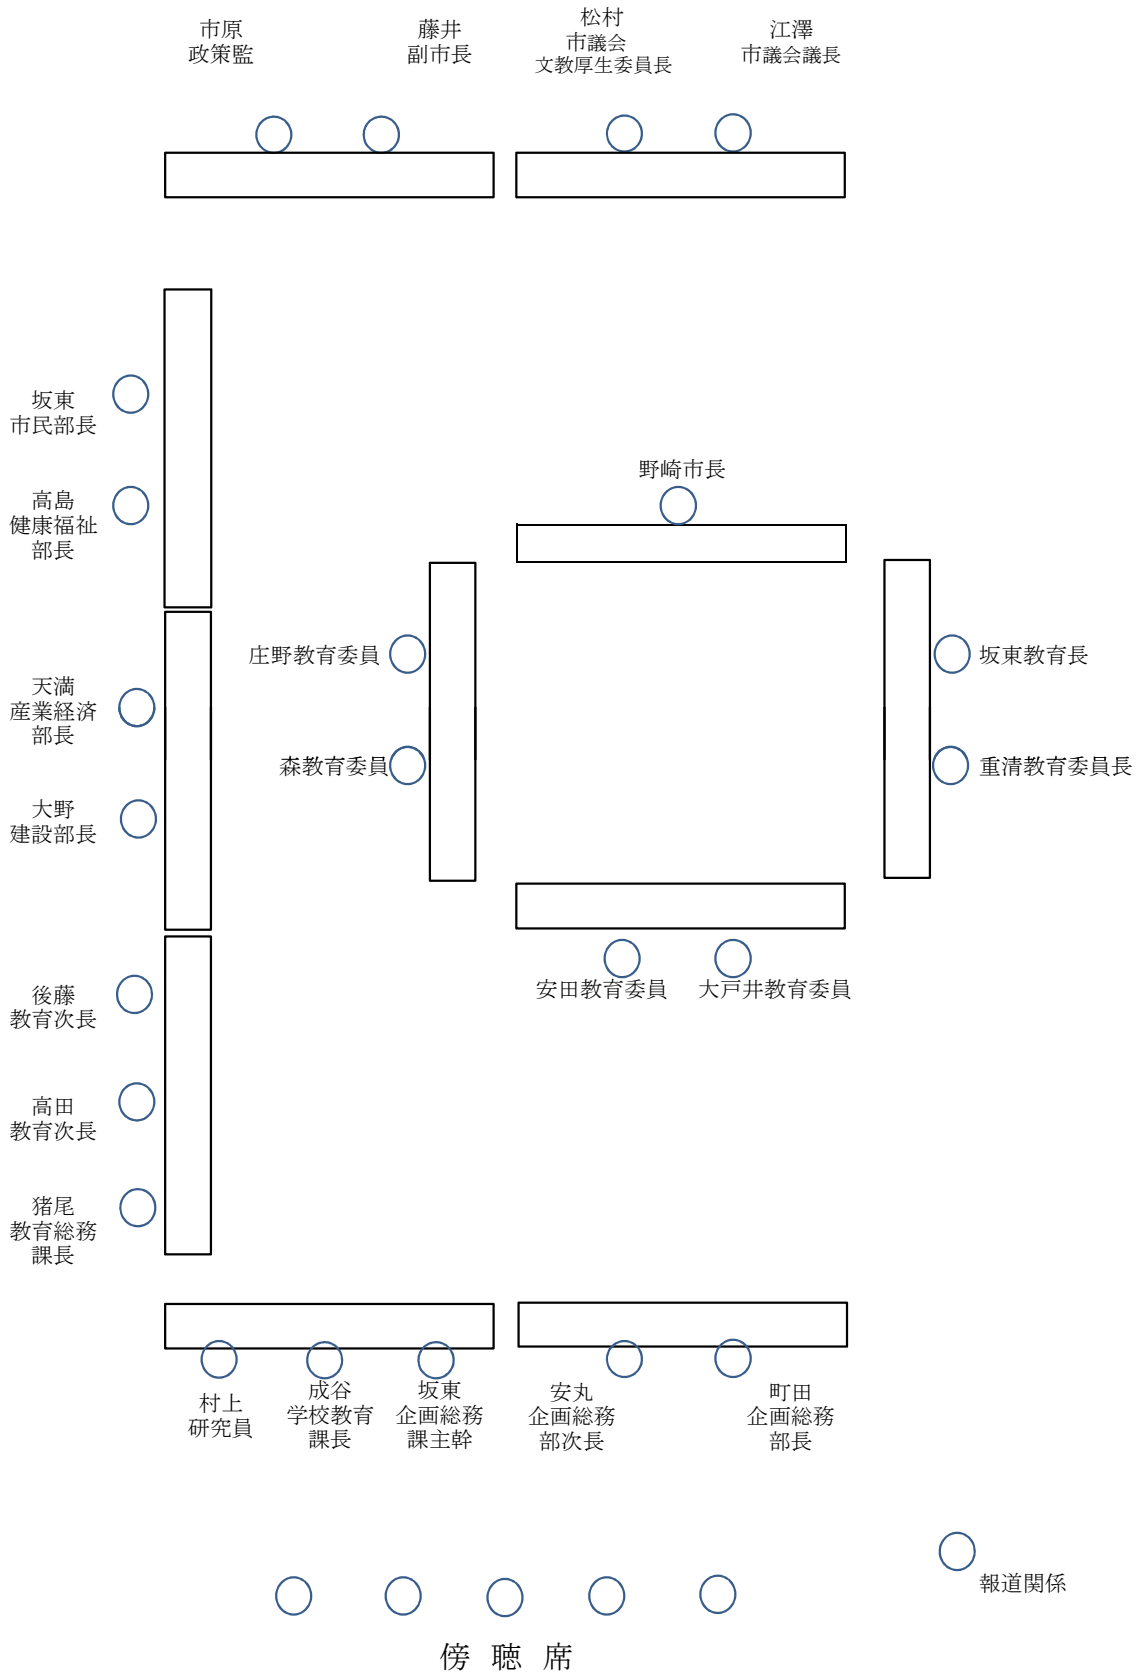 市原
政策監
藤井
副市長
松村
市議会
文教厚生委員長
江澤
市議会議長
坂東
市民部長
高島
健康福祉
部長
天満
産業経済
部長
大野
建設部長
後藤
教育次長
高田
教育次長
猪尾
教育総務
課長
野崎市長
庄野教育委員
森教育委員
坂東教育長
重清教育委員長
安田教育委員
大戸井教育委員
村上
研究員
成谷
学校教育
課長
坂東
企画総務
課主幹
安丸
企画総務
部次長
町田
企画総務
部長
報道関係
傍 聴 席